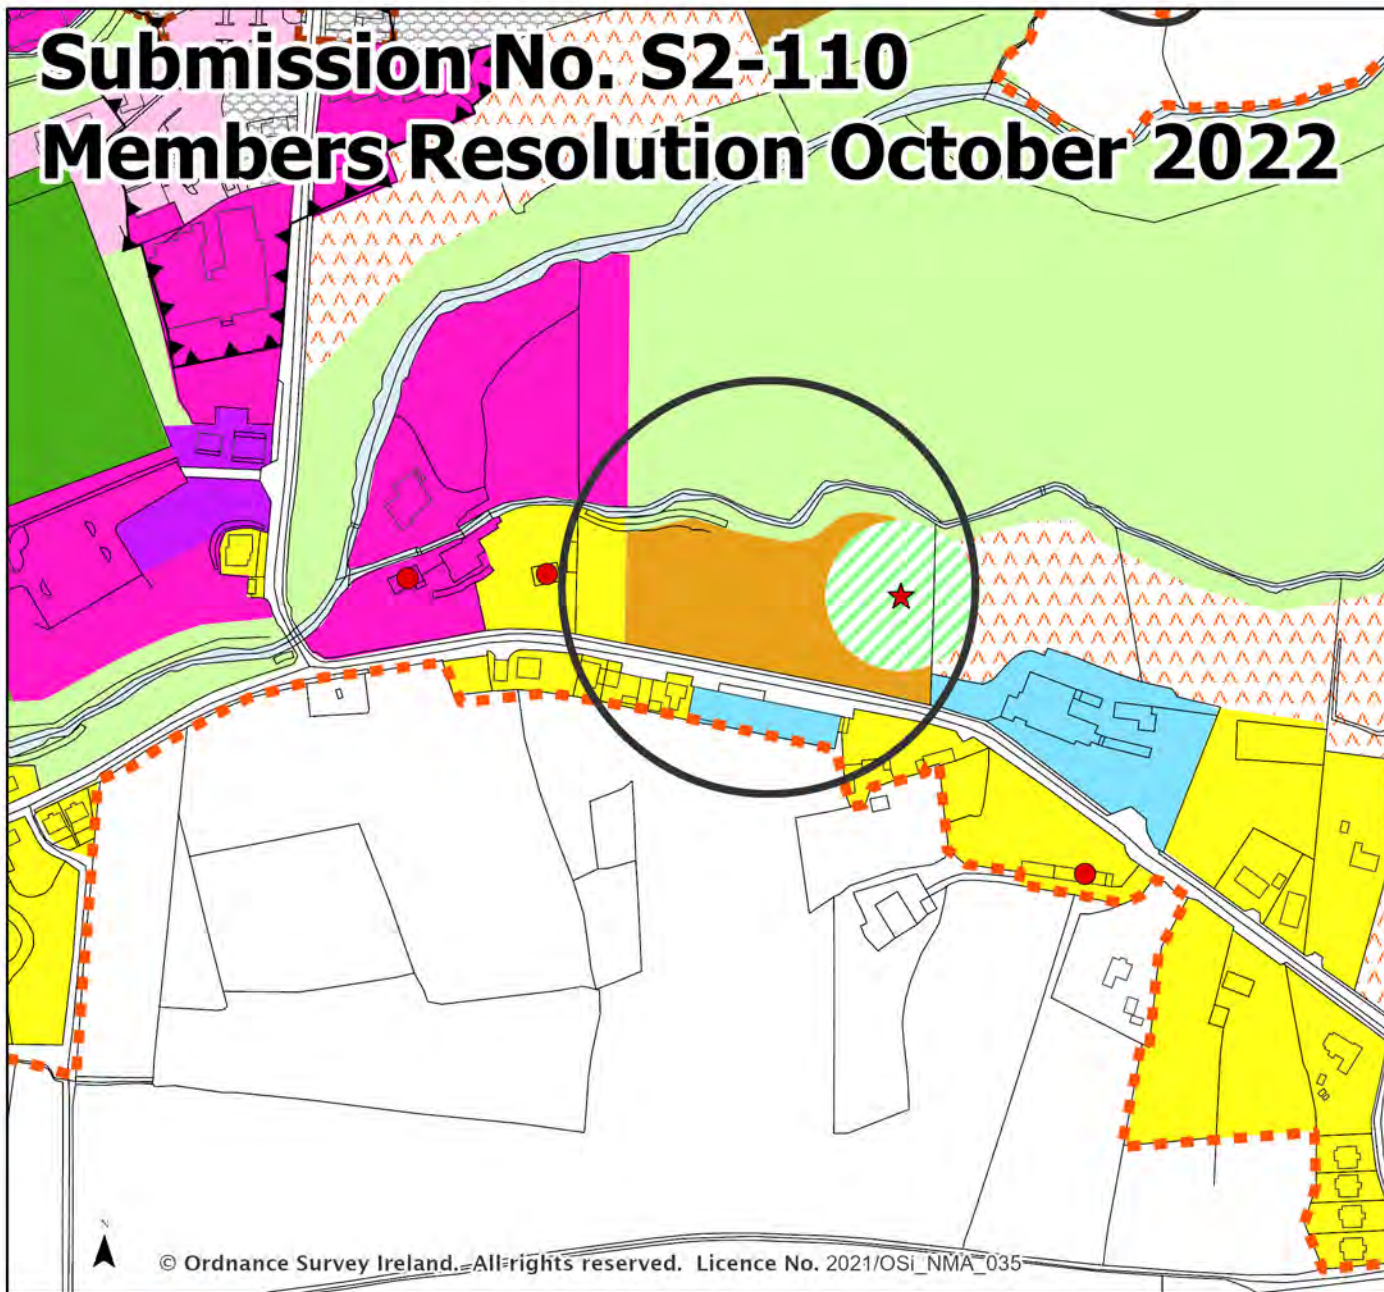 Submission No. S2-110
Members Resolution October 2022
N
© Ordnance Survey Ireland. All rights reserved. Licence No. 2021/OSi_NMA_035